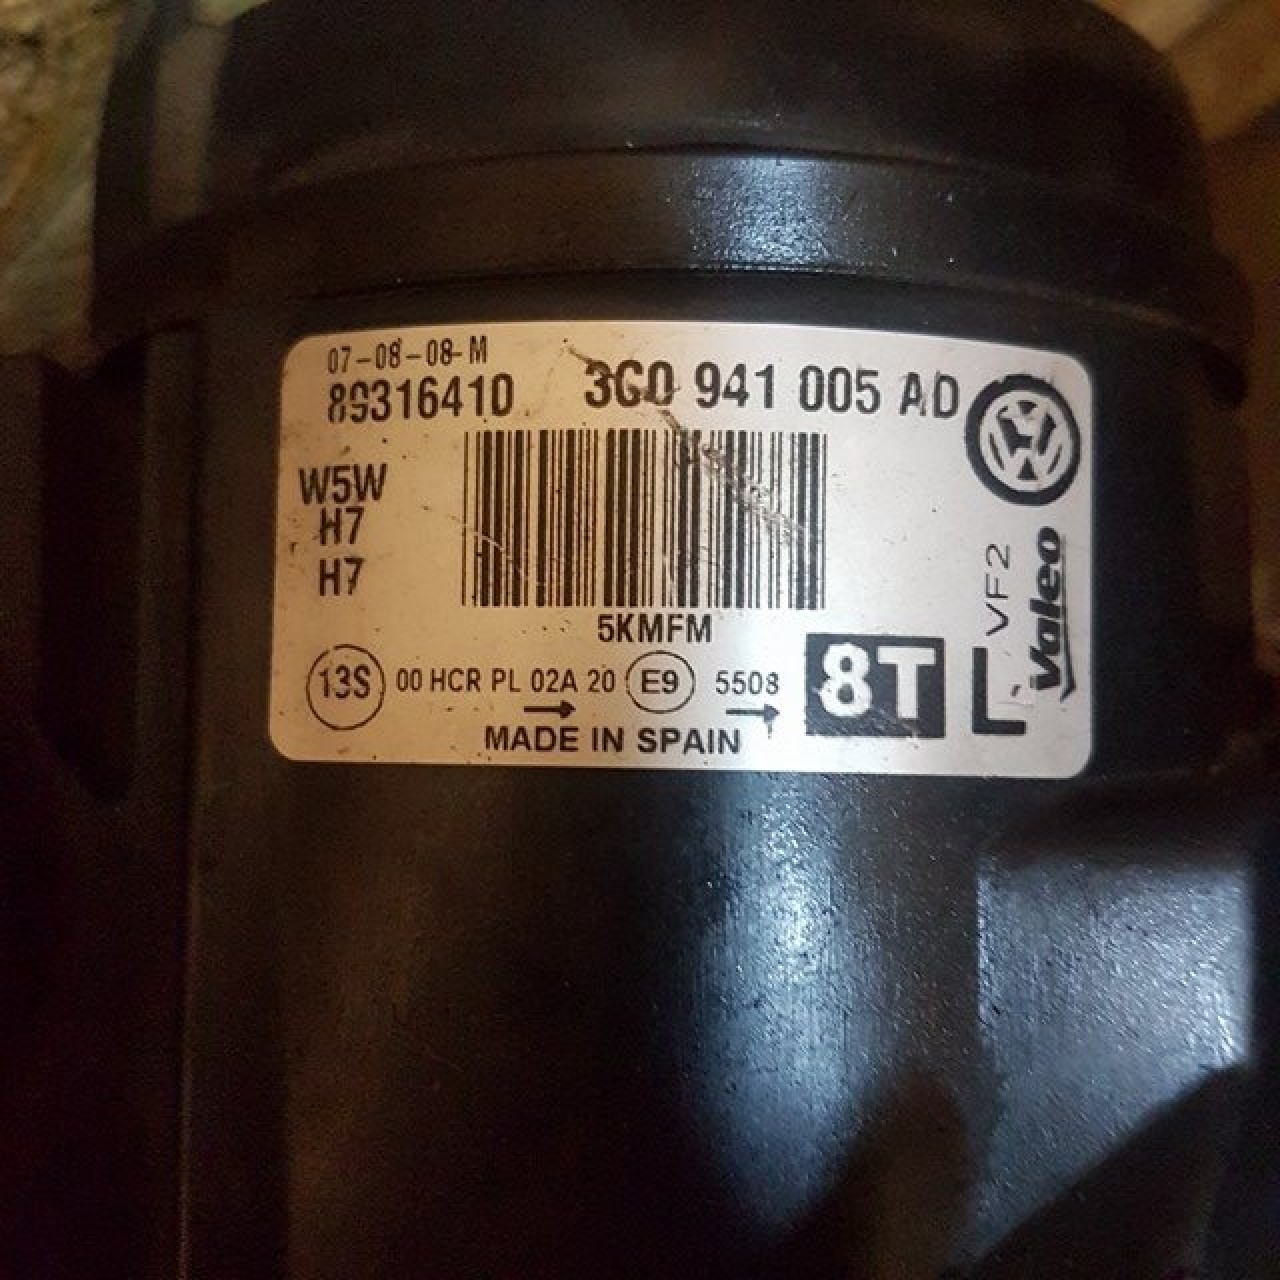 07-08-08-M
89316410 3G0 941 005 AD
W5W
H7
H7
5KMFM
13S 00 HCR PL 02A 20 E9 5508
MADE IN SPAIN
8T L
VF2
Valeo